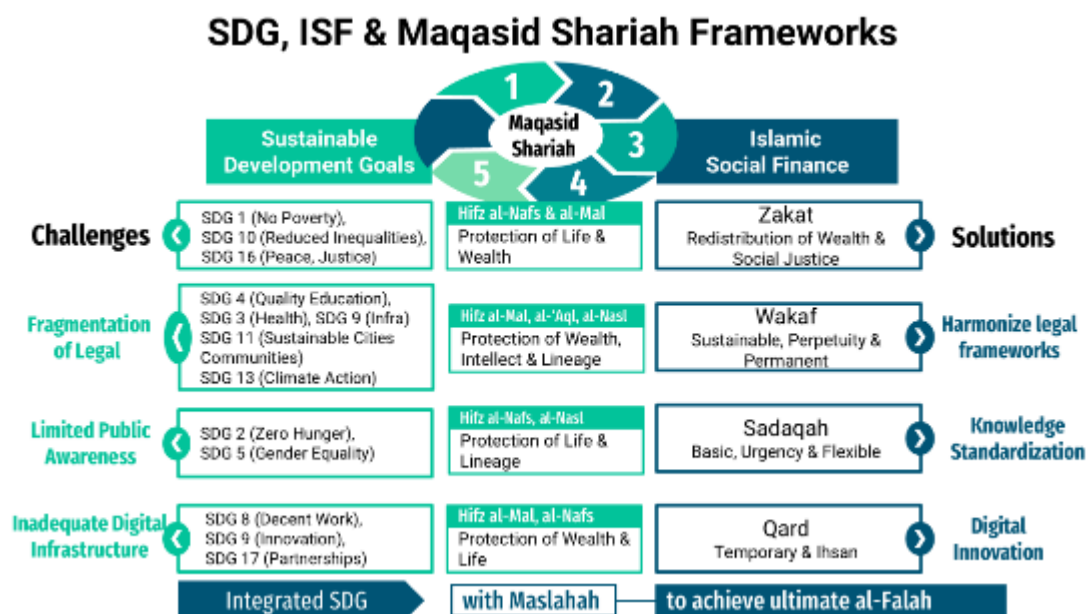 SDG, ISF & Maqasid Shariah Frameworks
1
2
3
4
5
Maqasid
Shariah
Sustainable
Development Goals
Islamic
Social Finance
Challenges
SDG 1 (No Poverty),
SDG 10 (Reduced Inequalities),
SDG 16 (Peace, Justice)
Hifz al-Nafs & al-Mal
Protection of Life &
Wealth
Zakat
Redistribution of Wealth &
Social Justice
Solutions
Fragmentation
of Legal
SDG 4 (Quality Education),
SDG 3 (Health), SDG 9 (Infra)
SDG 11 (Sustainable Cities
Communities)
SDG 13 (Climate Action)
Hifz al-Mal, al-'Aql, al-Nasl
Protection of Wealth,
Intellect & Lineage
Wakaf
Sustainable, Perpetuity &
Permanent
Harmonize legal
frameworks
Limited Public
Awareness
SDG 2 (Zero Hunger),
SDG 5 (Gender Equality)
Hifz al-Nafs, al-Nasl
Protection of Life &
Lineage
Sadaqah
Basic, Urgency & Flexible
Knowledge
Standardization
Inadequate Digital
Infrastructure
SDG 8 (Decent Work),
SDG 9 (Innovation),
SDG 17 (Partnerships)
Hifz al-Mal, al-Nafs
Protection of Wealth &
Life
Qard
Temporary & Ihsan
Digital
Innovation
Integrated SDG
with Maslahah
to achieve ultimate al-Falah